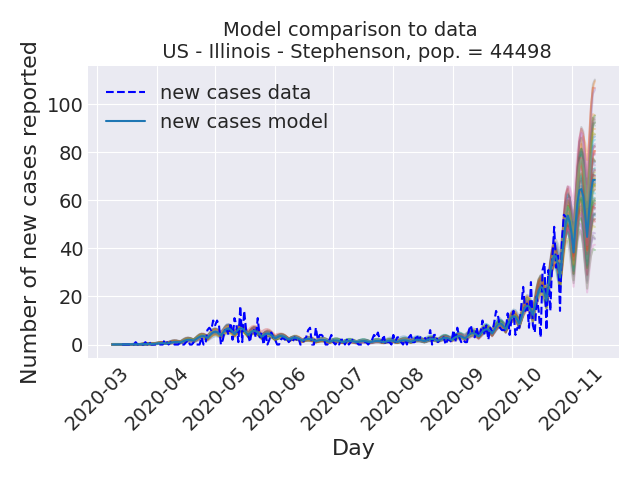 Model comparison to data
US - Illinois - Stephenson, pop. = 44498
Number of new cases reported
100
80
60
40
20
0
new cases data
new cases model
2020-03
2020-04
2020-05
2020-06
2020-07
2020-08
2020-09
2020-10
2020-11
Day